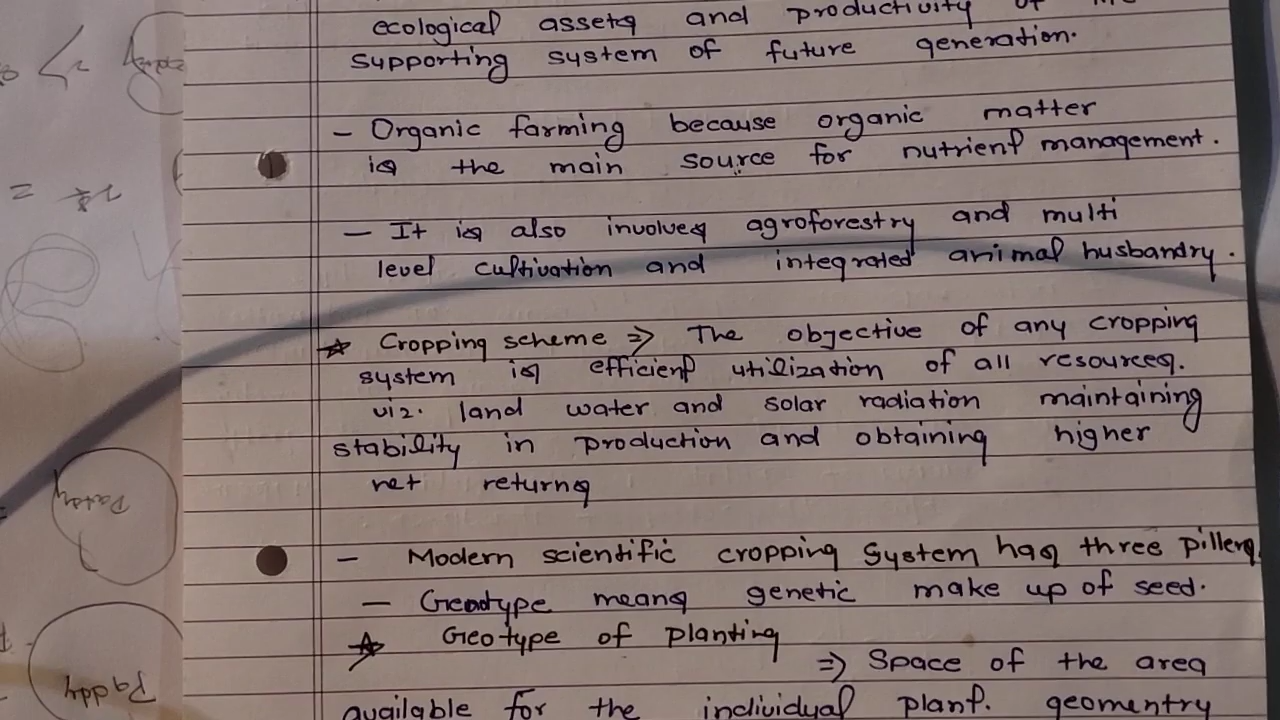 ecological assets and productivity of
supporting system of future generation.
- Organic farming because organic matter
is the main source for nutrient management.
- It is also involves agroforestry and multi
level cultivation and integrated animal husbandry.
☆ Cropping scheme ⇒ The objective of any cropping
system is efficient utilization of all resources.
viz. land water and solar radiation maintaining
stability in production and obtaining higher
net returns
- Modern scientific cropping system has three pillers.
- Geotype means genetic make up of seed.
☆ Geotype of planting
⇒ Space of the area
available for the individual plant. geomentry
Paddy
Paddy